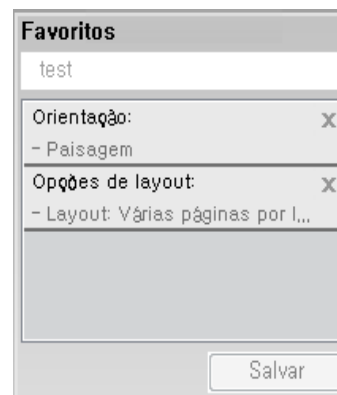 Favoritos
test
Orientação:
X
- Paisagem
Opções de layout:
X
- Layout: Várias páginas por l,,,
Salvar